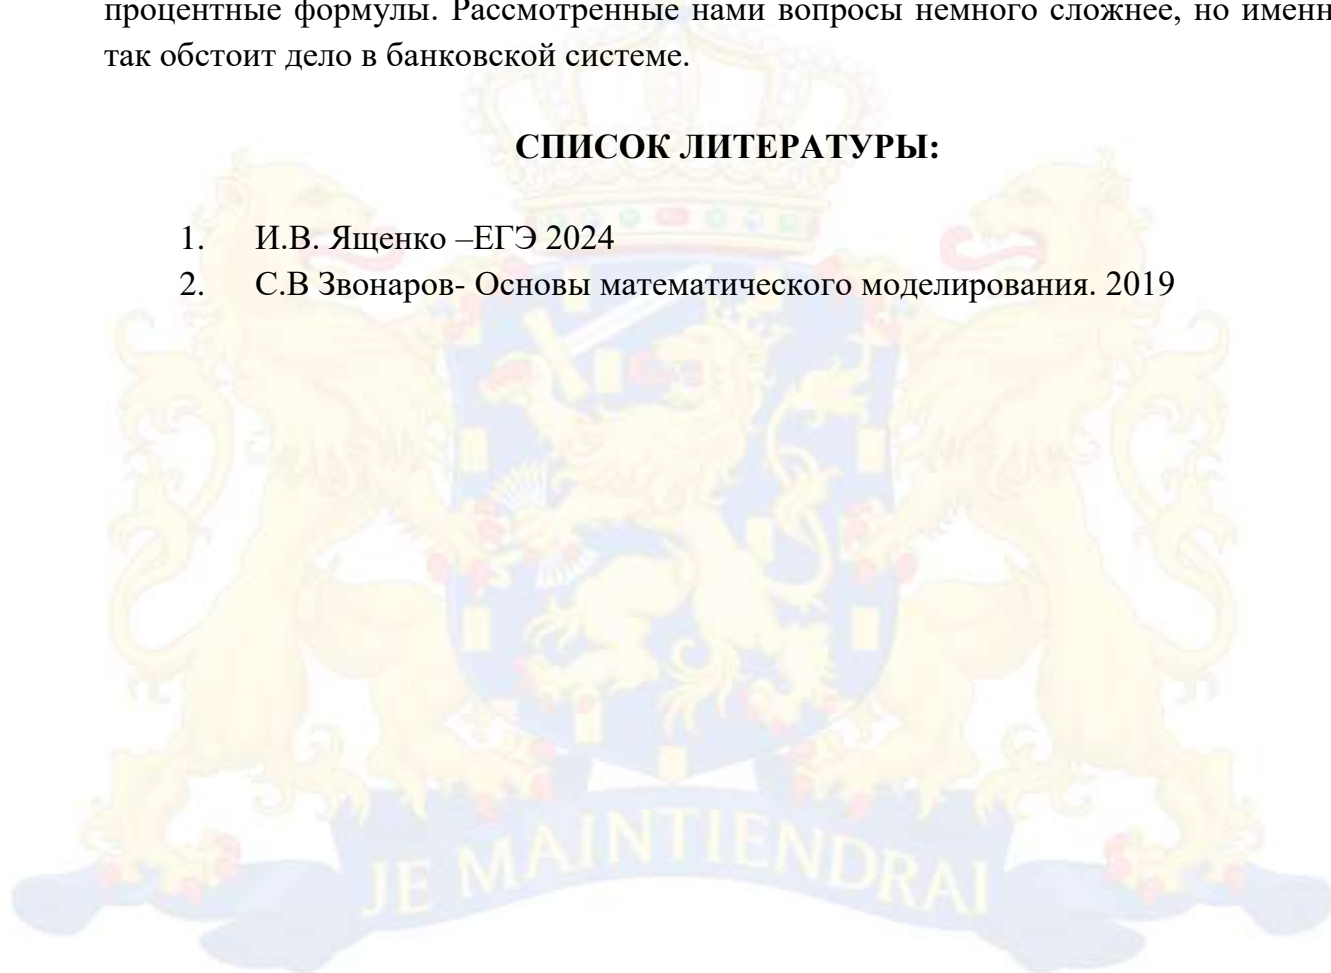 процентные формулы. Рассмотренные нами вопросы немного сложнее, но именн
так обстоит дело в банковской системе.
СПИСОК ЛИТЕРАТУРЫ:
1. И.В. Ященко –ЕГЭ 2024
2. С.В Звонаров- Основы математического моделирования. 2019
JE MAINTIENDRAI